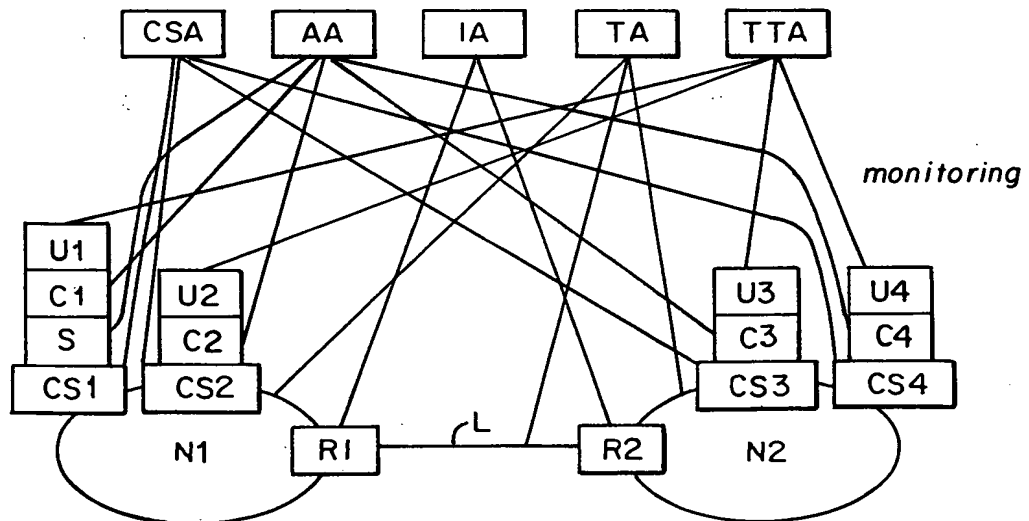 CSA AA IA TA TTA
monitoring
U1
C1 U2 U3 U4
S C2 C3 C4
CS1 CS2 CS3 CS4
L
N1 R1 R2 N2